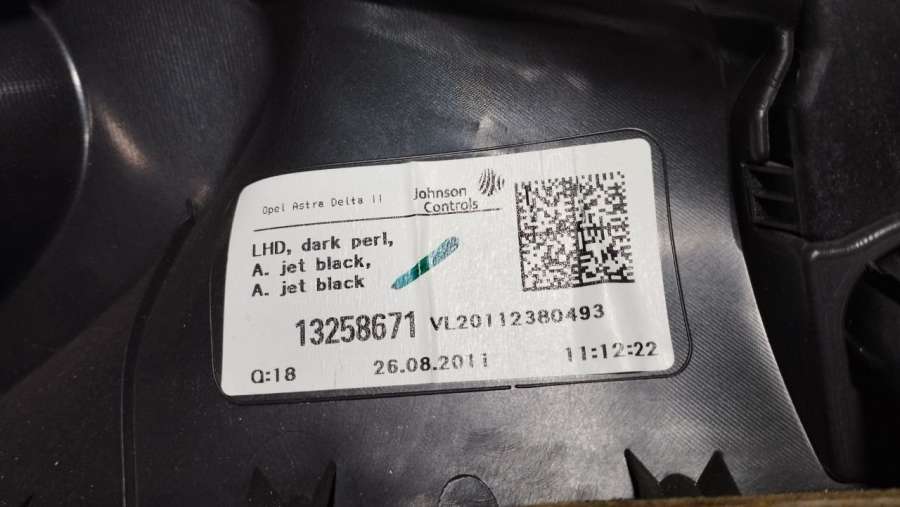 Opel Astra Delta II
Johnson
Controls
LHD, dark perl,
A. jet black,
A. jet black
13258671 VL20112380493
Q:18 26.08.2011 11:12:22